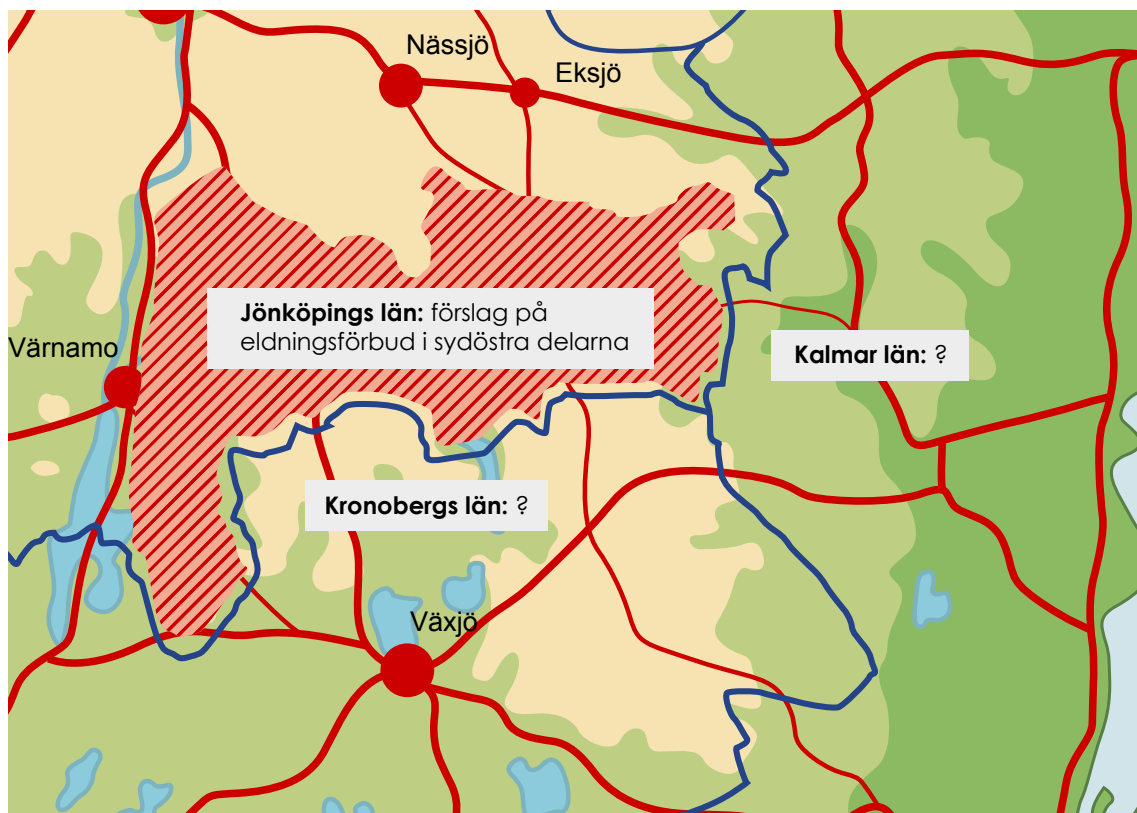 Nässjö
Eksjö
Jönköpings län: förslag på
eldningsförbud i sydöstra delarna
Värnamo
Kalmar län: ?
Kronobergs län: ?
Växjö